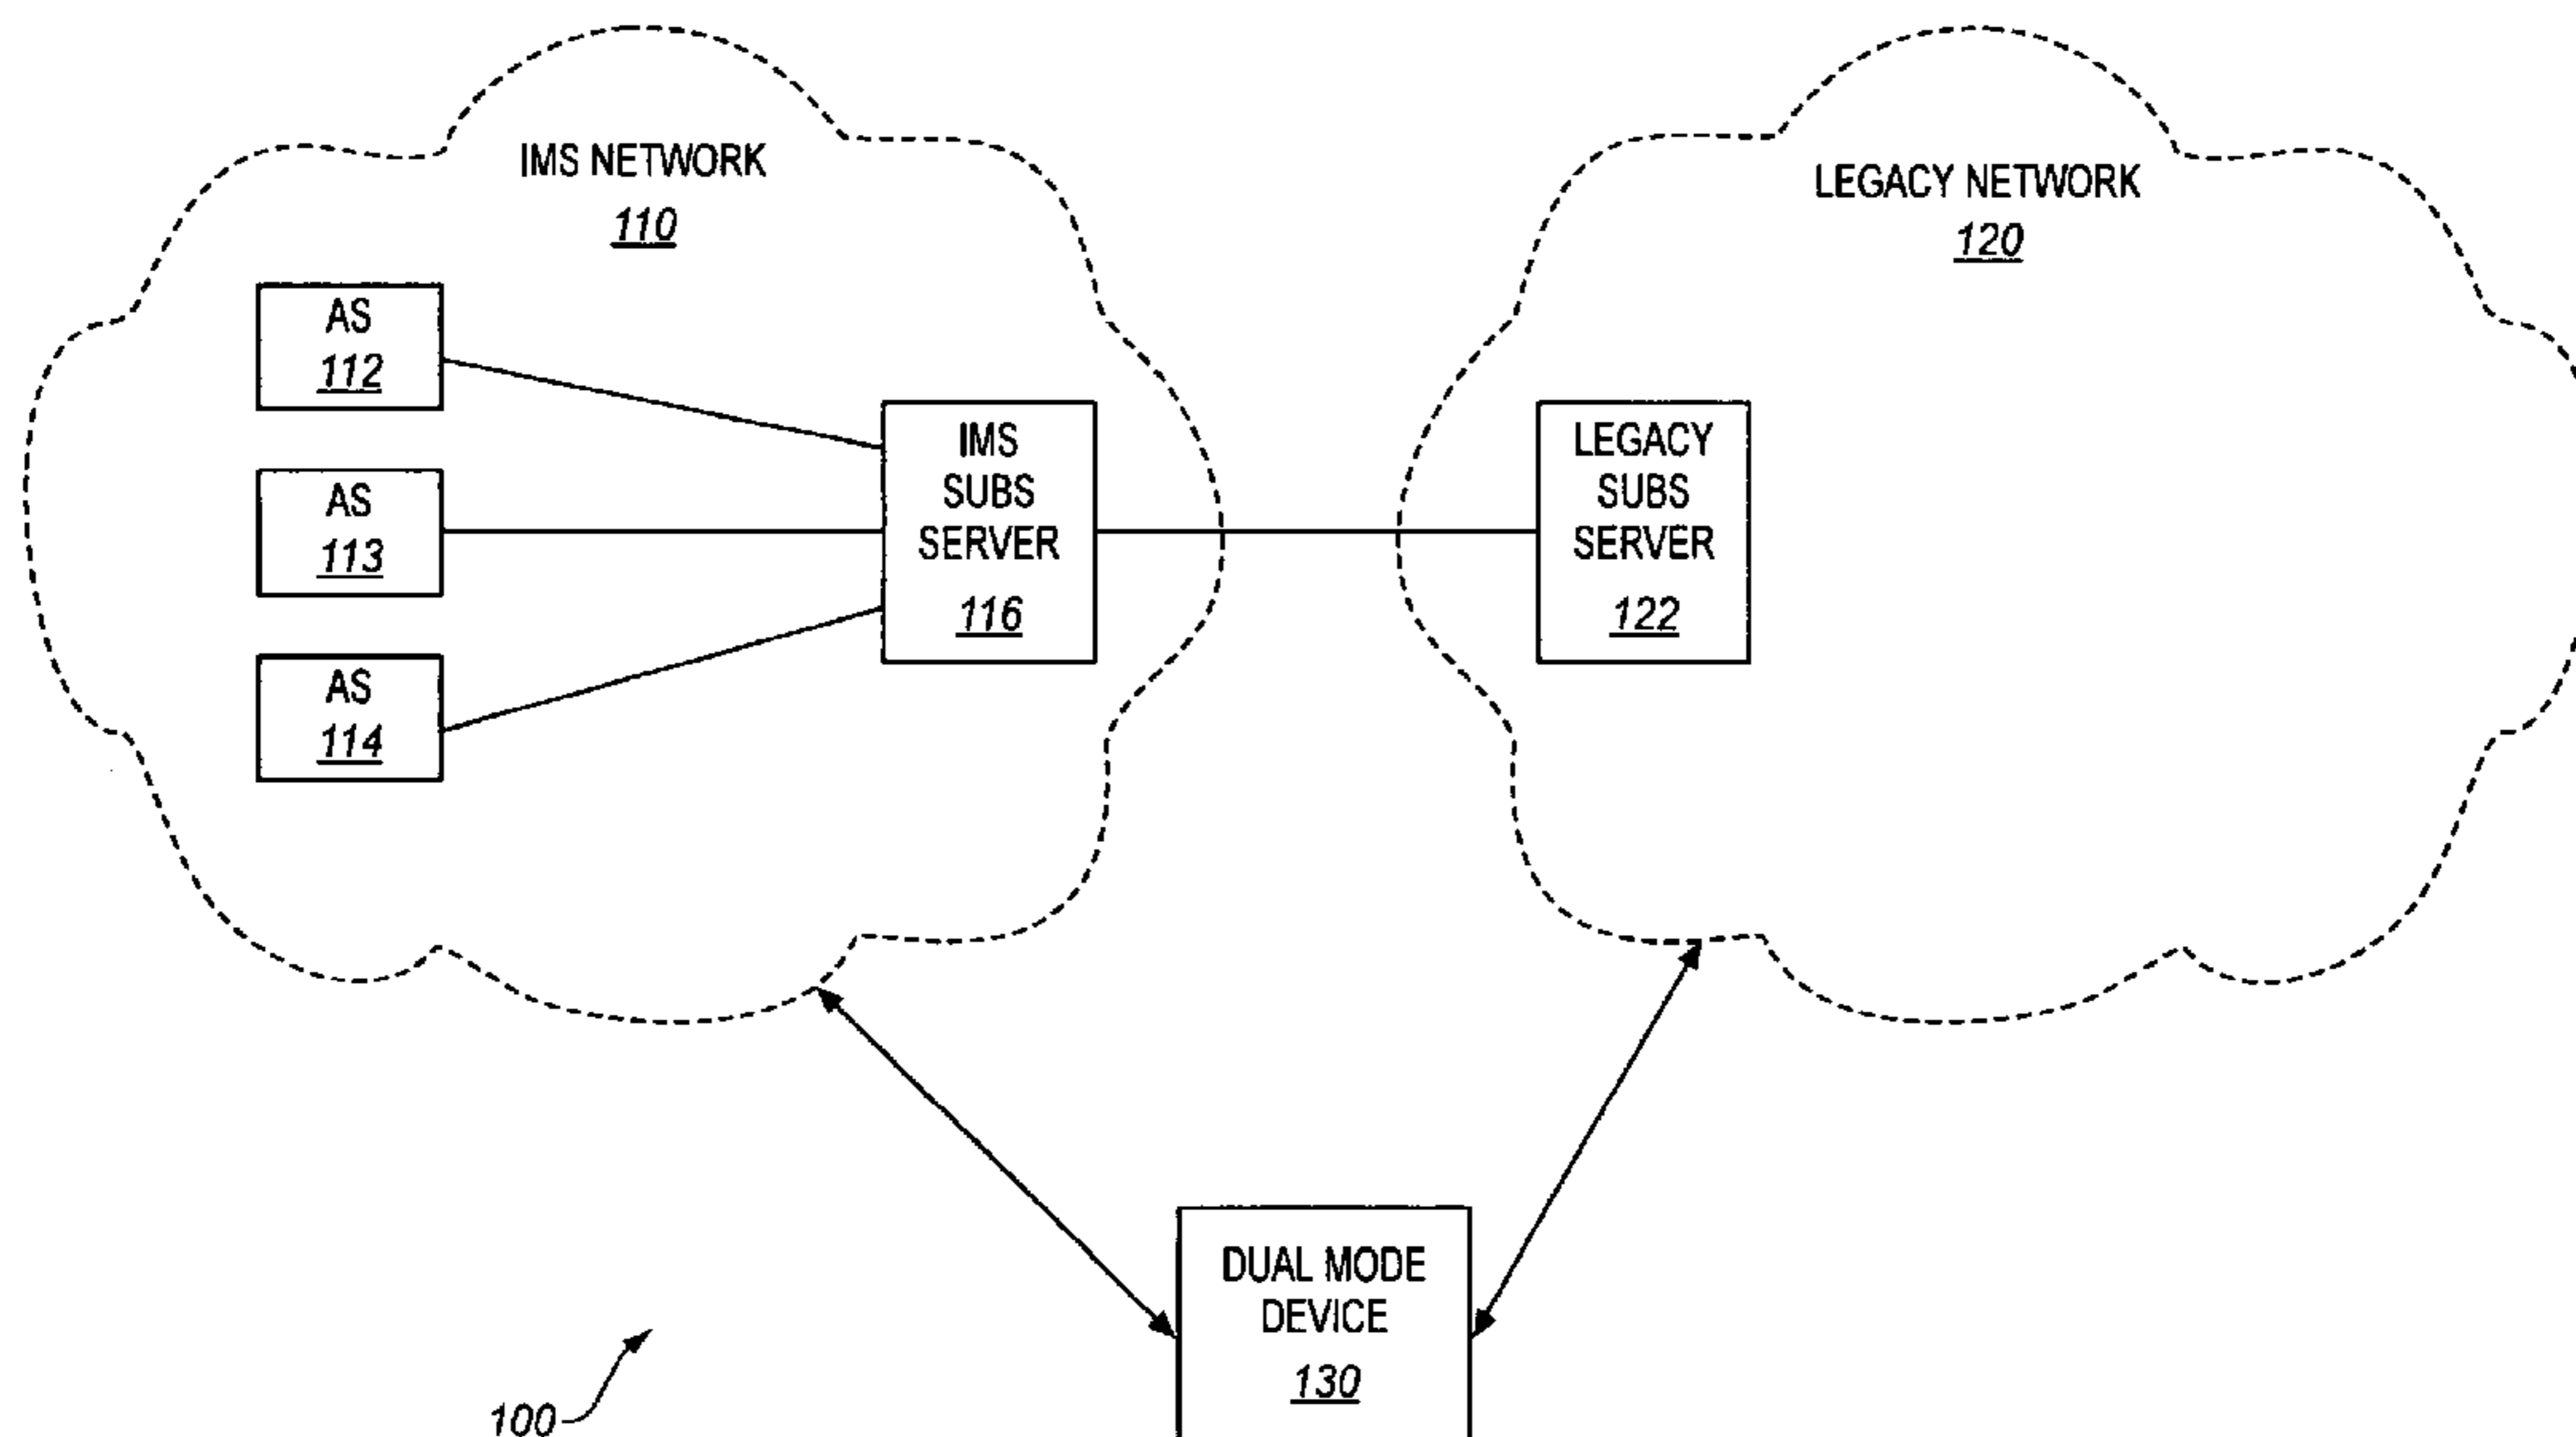 IMS NETWORK
110
LEGACY NETWORK
120
AS
112
AS
113
AS
114
IMS
SUBS
SERVER
116
LEGACY
SUBS
SERVER
122
DUAL MODE
DEVICE
130
100